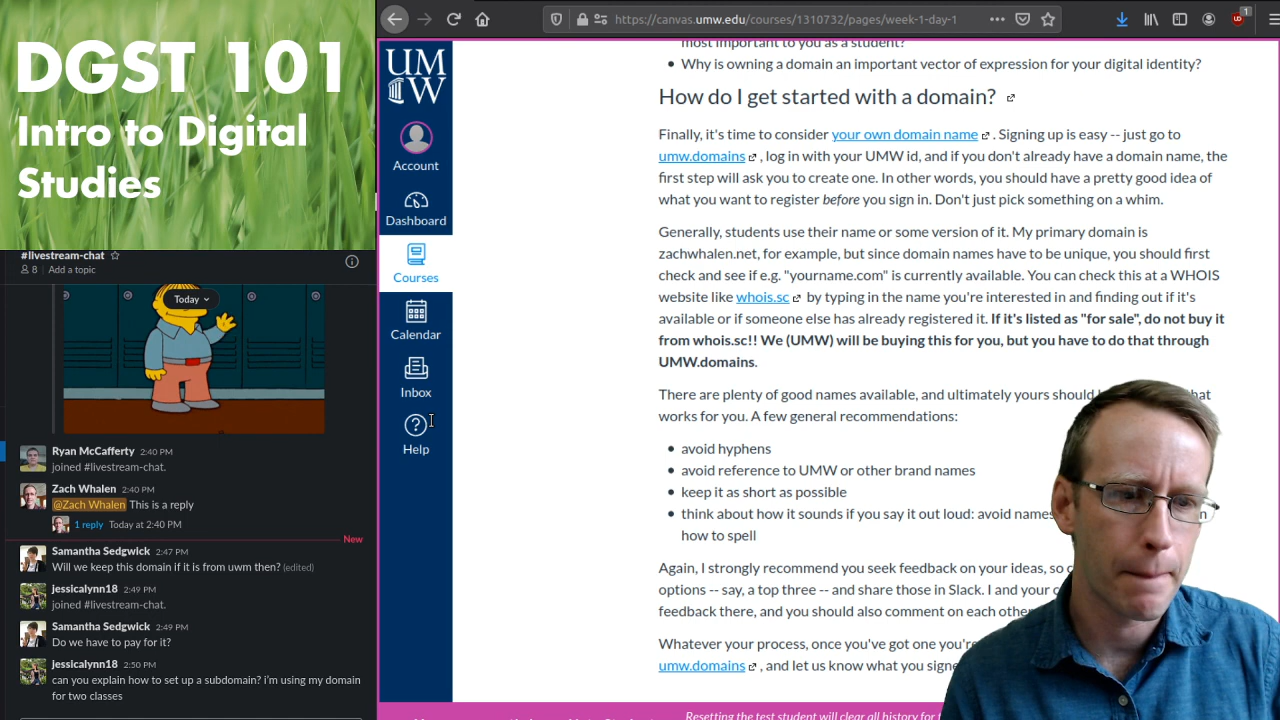 DGST 101
Intro to Digital
Studies
#livestream-chat
8 Add a topic
Today
Ryan McCafferty 2:40 PM
joined #livestream-chat.
Zach Whalen 2:40 PM
@Zach Whalen This is a reply
1 reply Today at 2:40 PM
New
Samantha Sedgwick 2:47 PM
Will we keep this domain if it is from uwm then? (edited)
jessicalynn18 2:49 PM
joined #livestream-chat.
Samantha Sedgwick 2:49 PM
Do we have to pay for it?
jessicalynn18 2:50 PM
can you explain how to set up a subdomain? i'm using my domain
for two classes
https://canvas.umw.edu/courses/1310732/pages/week-1-day-1
1
UM
W
Account
Dashboard
Courses
Calendar
Inbox
Help
most important to you as a student?
Why is owning a domain an important vector of expression for your digital identity?
How do I get started with a domain?
Finally, it's time to consider your own domain name. Signing up is easy -- just go to
umw.domains, log in with your UMW id, and if you don't already have a domain name, the
first step will ask you to create one. In other words, you should have a pretty good idea of
what you want to register before you sign in. Don't just pick something on a whim.
Generally, students use their name or some version of it. My primary domain is
zachwhalen.net, for example, but since domain names have to be unique, you should first
check and see if e.g. "yourname.com" is currently available. You can check this at a WHOIS
website like whois.sc by typing in the name you're interested in and finding out if it's
available or if someone else has already registered it. If it's listed as "for sale", do not buy it
from whois.sc!! We (UMW) will be buying this for you, but you have to do that through
UMW.domains.
There are plenty of good names available, and ultimately yours should that
works for you. A few general recommendations:
avoid hyphens
avoid reference to UMW or other brand names
keep it as short as possible
think about how it sounds if you say it out loud: avoid names
how to spell
Again, I strongly recommend you seek feedback on your ideas, so
options -- say, a top three -- and share those in Slack. I and your
feedback there, and you should also comment on each other
Whatever your process, once you've got one you're
umw.domains, and let us know what you signe
Resetting the test student will clear all history for